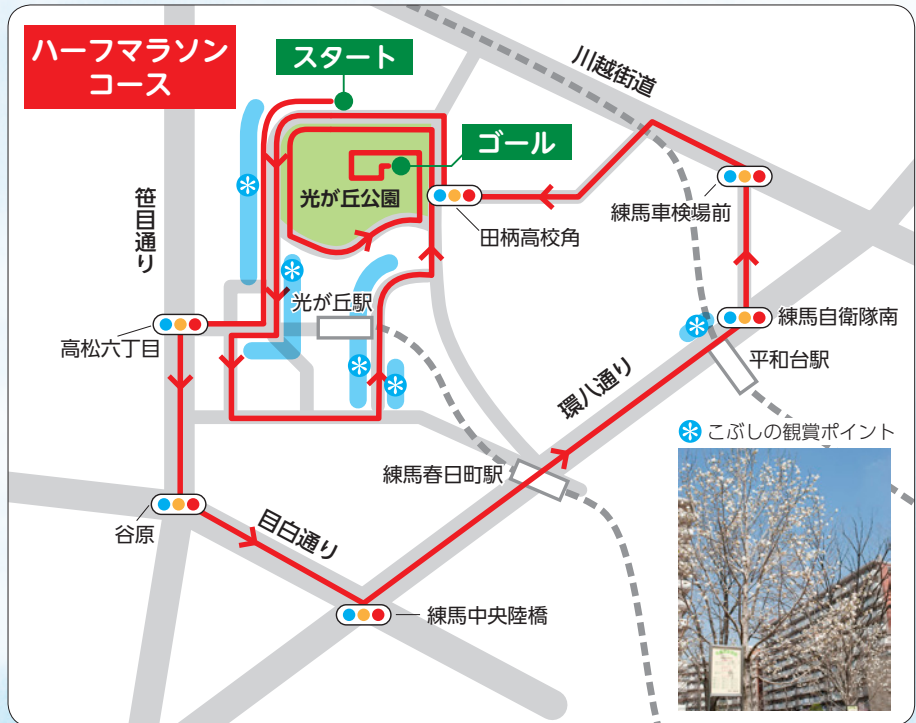 ハーフマラソン
コース
スタート
ゴール
川越街道
笹目通り
光が丘公園
田柄高校角
練馬車検場前
光が丘駅
高松六丁目
練馬自衛隊南
平和台駅
環八通り
こぶしの観賞ポイント
練馬春日町駅
谷原
目白通り
練馬中央陸橋